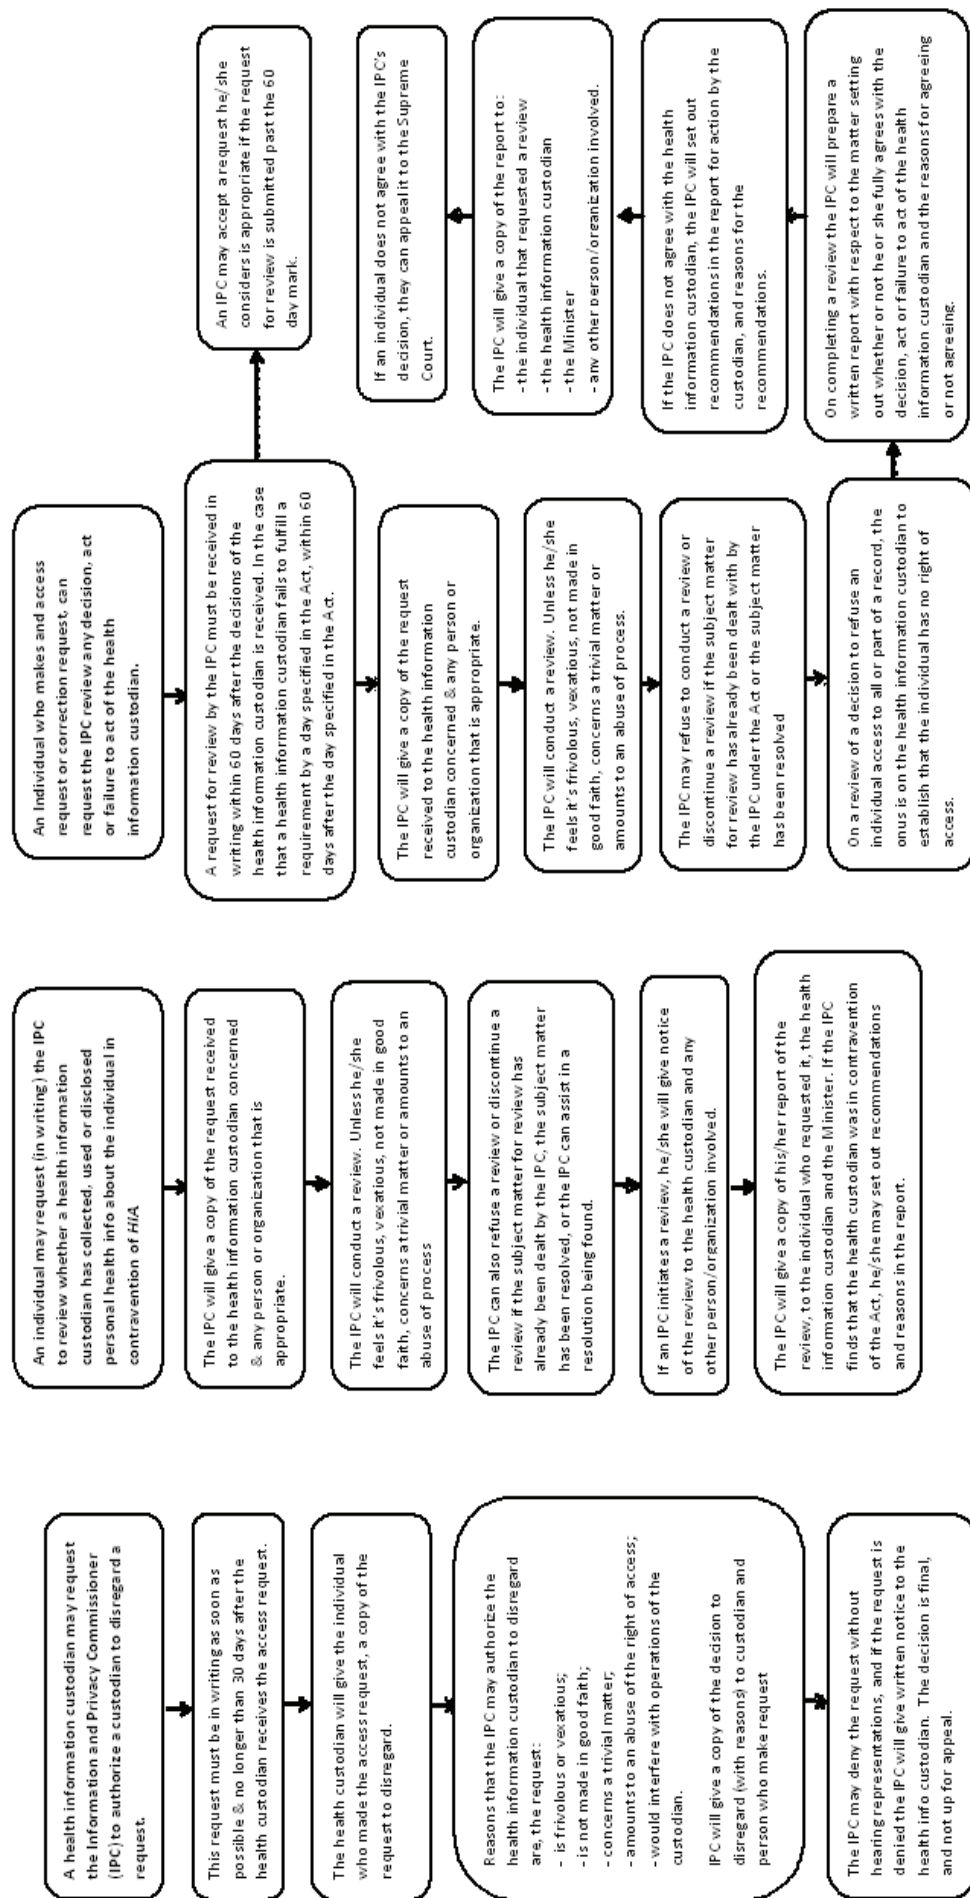 A health information custodian may request
the Information and Privacy Commissioner
(IPC) to authorize a custodian to disregard a
request.
This request must be in writing as soon as
possible & no longer than 30 days after the
health custodian receives the access request.
The health custodian will give the individual
who made the access request, a copy of the
request to disregard.
Reasons that the IPC may authorize the
health information custodian to disregard
are, the request:
- is frivolous or vexatious;
- is not made in good faith;
- concerns a trivial matter;
- amounts to an abuse of the right of access;
- would interfere with operations of the
custodian.
IPC will give a copy of the decision to
disregard (with reasons) to custodian and
person who make request
The IPC may deny the request without
hearing representations, and if the request is
denied the IPC will give written notice to the
health info custodian. The decision is final,
and not up for appeal.
An individual may request (in writing) the IPC
to review whether a health information
custodian has collected, used or disclosed
personal health info about the individual in
contravention of HIA.
The IPC will give a copy of the request received
to the health information custodian concerned
& any person or organization that is
appropriate.
The IPC will conduct a review. Unless he/she
feels it's frivolous, vexatious, not made in good
faith, concerns a trivial matter or amounts to an
abuse of process
The IPC can also refuse a review or discontinue a
review if the subject matter for review has
already been dealt by the IPC, the subject matter
has been resolved, or the IPC can assist in a
resolution being found.
If an IPC initiates a review, he/she will give notice
of the review to the health custodian and any
other person/organization involved.
The IPC will give a copy of his/her report of the
review, to the individual who requested it, the health
information custodian and the Minister. If the IPC
finds that the health custodian was in contravention
of the Act, he/she may set out recommendations
and reasons in the report.
An Individual who makes and access
request or correction request, can
request the IPC review any decision, act
or failure to act of the health
information custodian.
A request for review by the IPC must be received in
writing within 60 days after the decisions of the
health information custodian is received. In the case
that a health information custodian fails to fulfill a
requirement by a day specified in the Act, within 60
days after the day specified in the Act.
An IPC may accept a request he/she
considers is appropriate if the request
for review is submitted past the 60
day mark.
The IPC will give a copy of the request
received to the health information
custodian concerned & any person or
organization that is appropriate.
The IPC will conduct a review. Unless he/she
feels it's frivolous, vexatious, not made in
good faith, concerns a trivial matter or
amounts to an abuse of process.
The IPC may refuse to conduct a review or
discontinue a review if the subject matter
for review has already been dealt with by
the IPC under the Act or the subject matter
has been resolved
On a review of a decision to refuse an
individual access to all or part of a record, the
onus is on the health information custodian to
establish that the individual has no right of
access.
On completing a review the IPC will prepare a
written report with respect to the matter setting
out whether or not he or she fully agrees with the
decision, act or failure to act of the health
information custodian and the reasons for agreeing
or not agreeing.
If the IPC does not agree with the health
information custodian, the IPC will set out
recommendations in the report for action by the
custodian, and reasons for the
recommendations.
The IPC will give a copy of the report to:
- the individual that requested a review
- the health information custodian
- the Minister
- any other person/organization involved.
If an individual does not agree with the IPC's
decision, they can appeal it to the Supreme
Court.